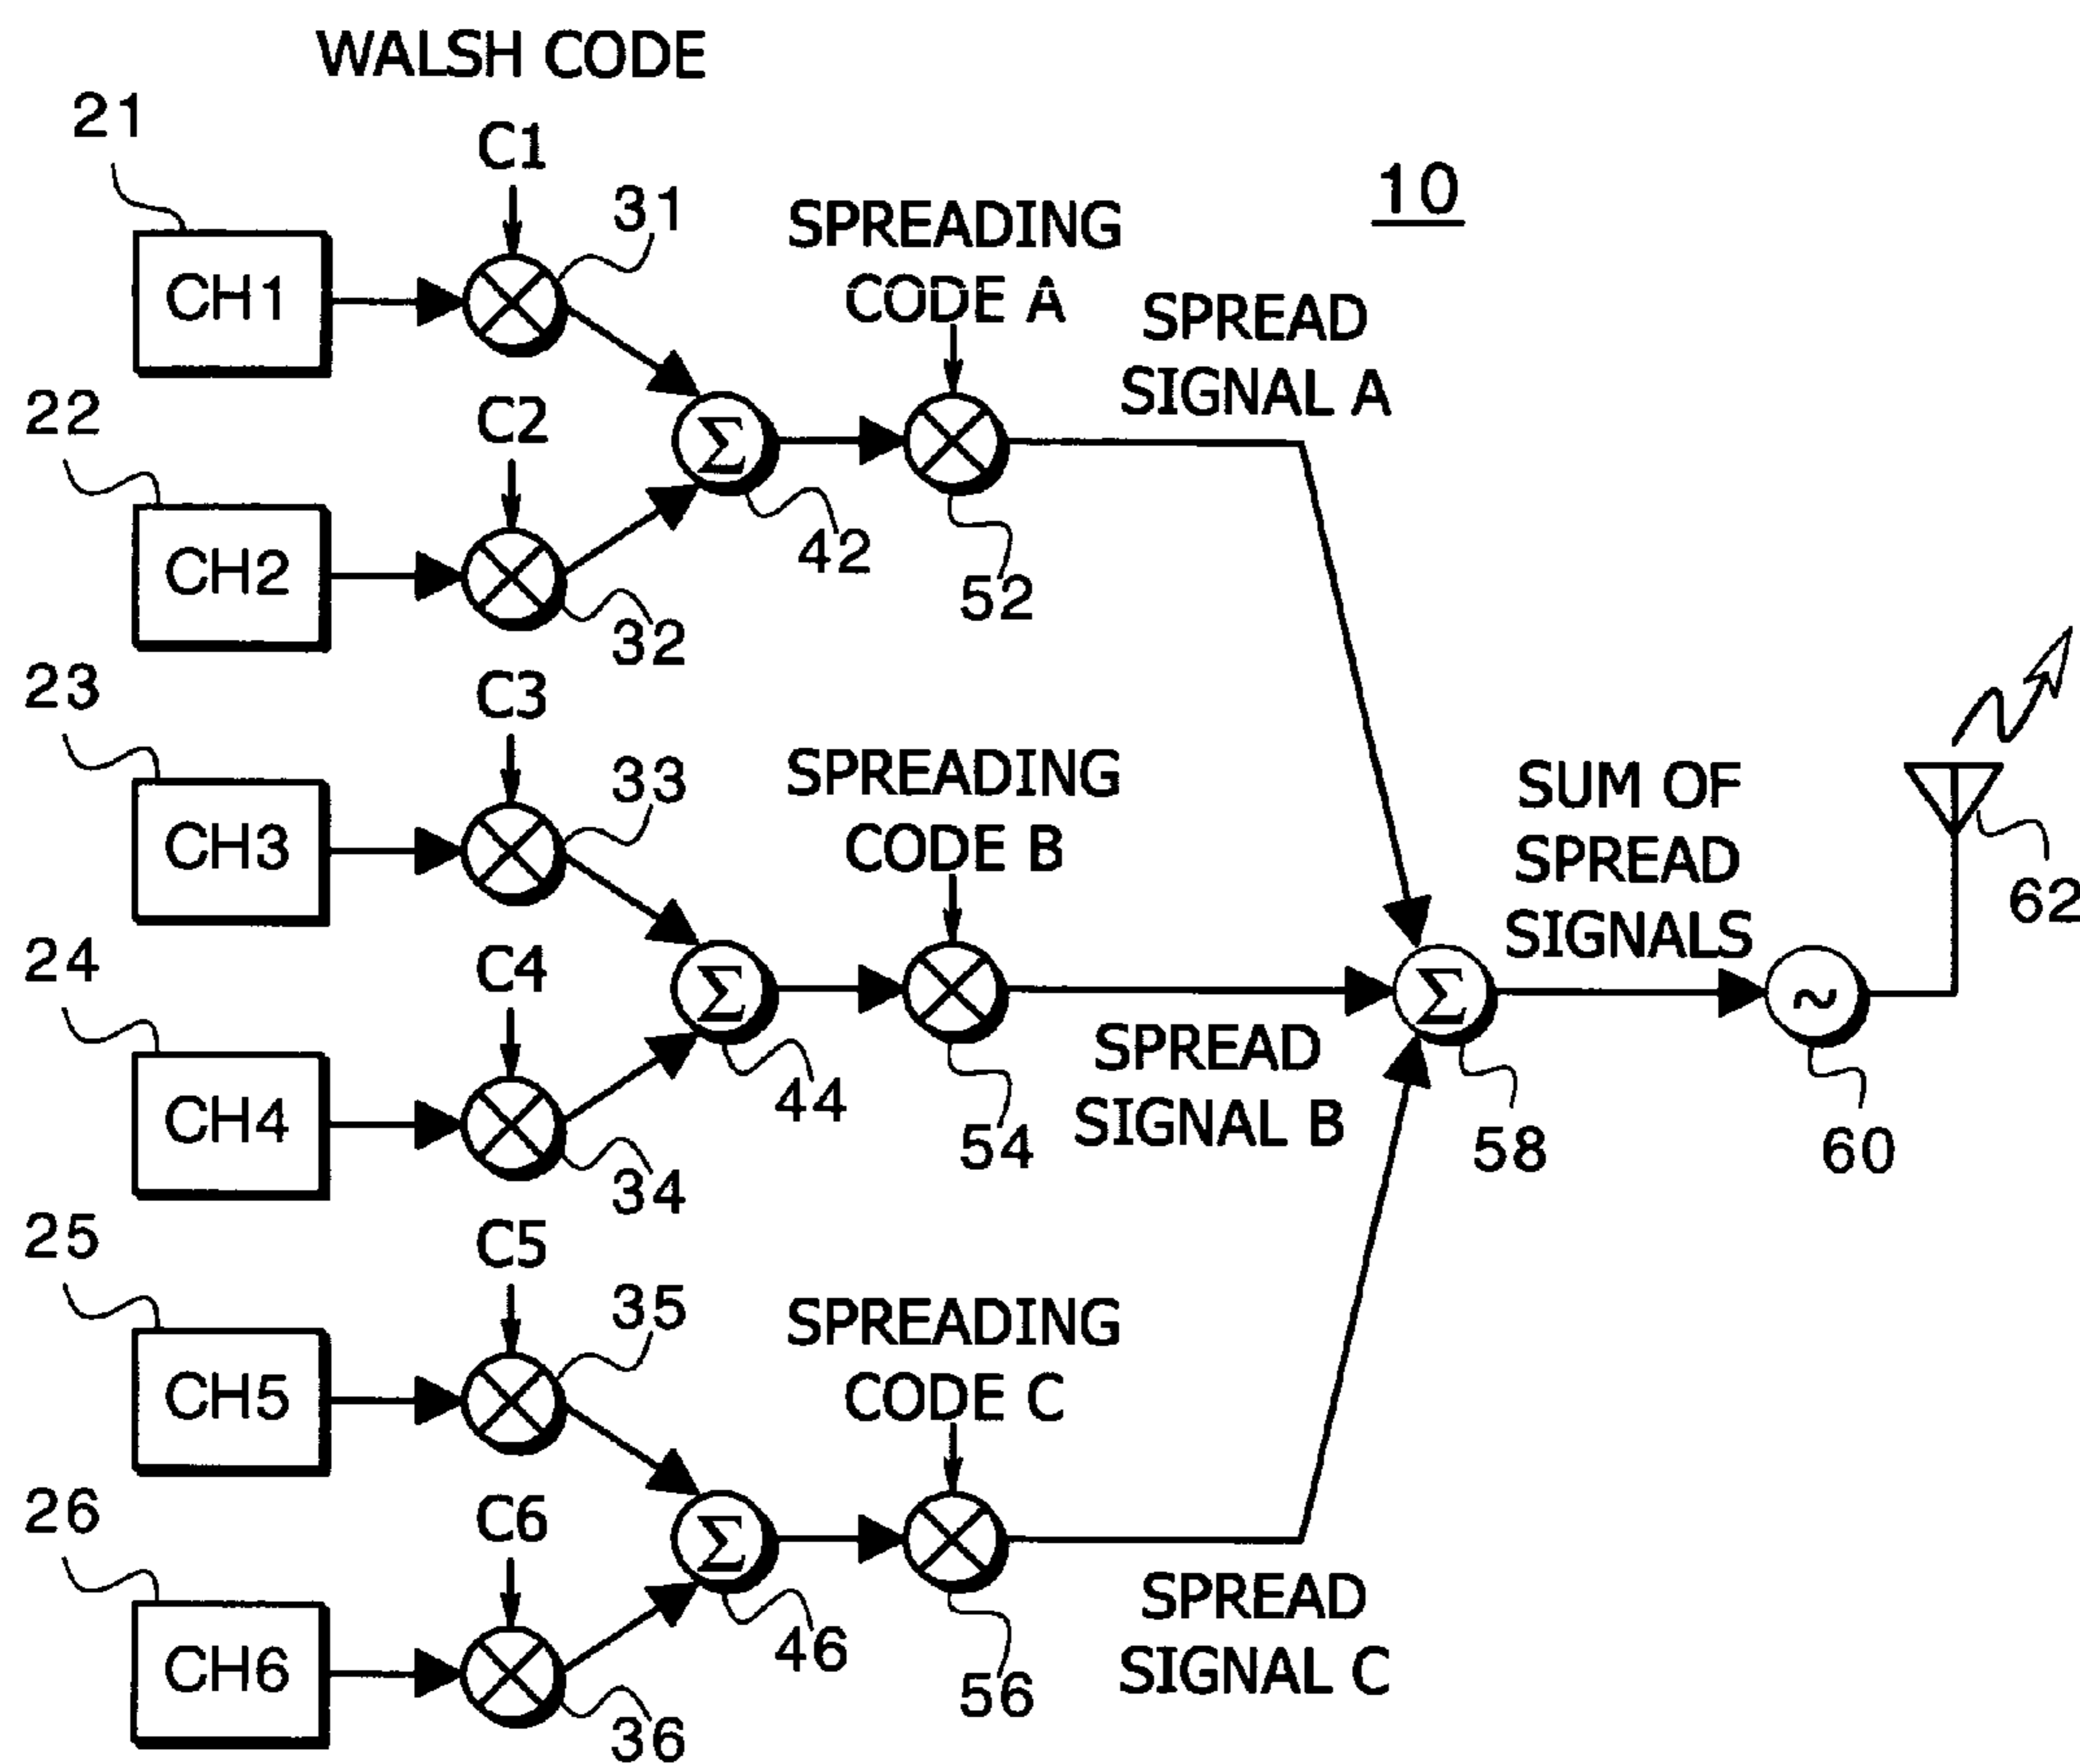 WALSH CODE
21
C1
31
10
SPREADING
CODE A
CH1
SPREAD
SIGNAL A
22
C2
Σ
42
52
CH2
32
23
C3
33
SPREADING
CODE B
CH3
SUM OF
SPREAD
SIGNALS
62
24
C4
Σ
Σ
~
SPREAD
SIGNAL B
44
54
58
60
CH4
34
25
C5
35
SPREADING
CODE C
CH5
26
C6
Σ
46
56
SPREAD
SIGNAL C
CH6
36